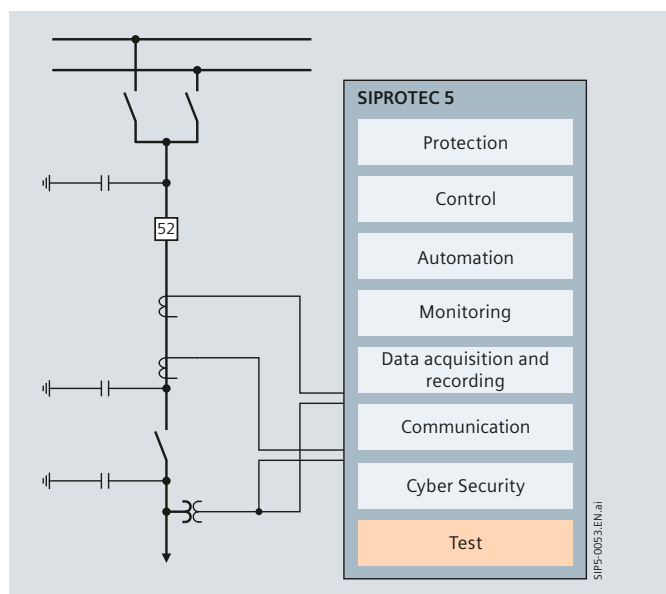 SIPROTEC 5
Protection
Control
Automation
Monitoring
Data acquisition and
recording
Communication
Cyber Security
Test
52
SIP5-0053.EN.ai